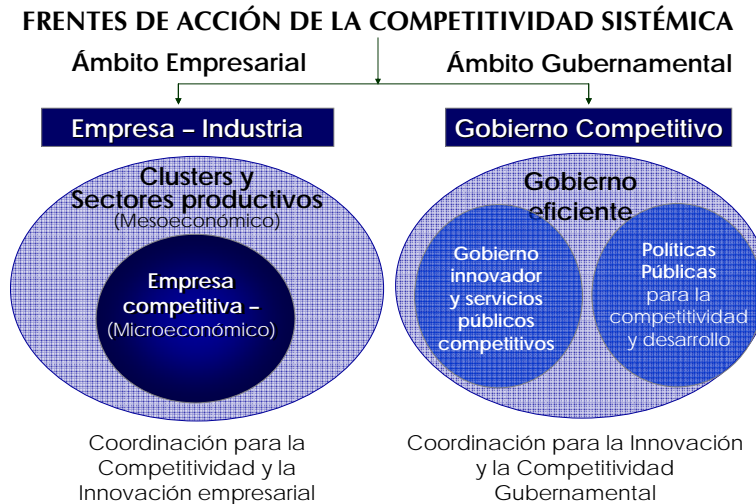 FRENTES DE ACCIÓN DE LA COMPETITIVIDAD SISTÉMICA
Ámbito Empresarial
Ámbito Gubernamental
Empresa – Industria
Gobierno Competitivo
Clusters y
Sectores productivos
(Mesoeconómico)
Empresa
competitiva –
(Microeconómico)
Gobierno
eficiente
Gobierno
innovador
y servicios
públicos
competitivos
Políticas
Públicas
para la
competitividad
y desarrollo
Coordinación para la
Competitividad y la
Innovación empresarial
Coordinación para la Innovación
y la Competitividad
Gubernamental